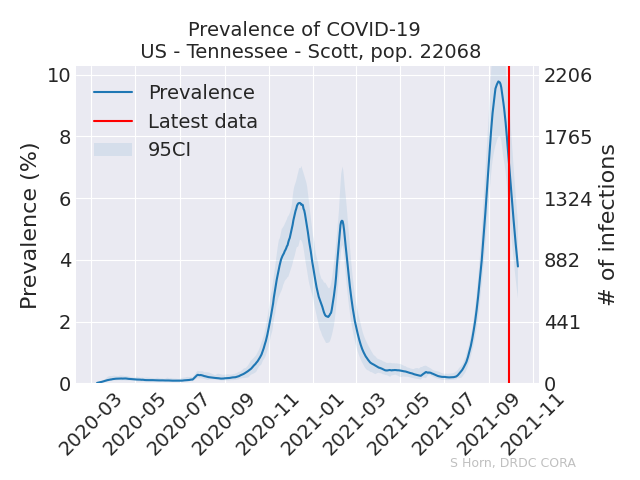 Prevalence of COVID-19
US - Tennessee - Scott, pop. 22068
Prevalence
Latest data
95CI
Prevalence (%)
10
8
6
4
2
0
2206
1765
1324
882
441
0
# of infections
2020-03
2020-05
2020-07
2020-09
2020-11
2021-01
2021-03
2021-05
2021-07
2021-09
2021-11
S Horn, DRDC CORA